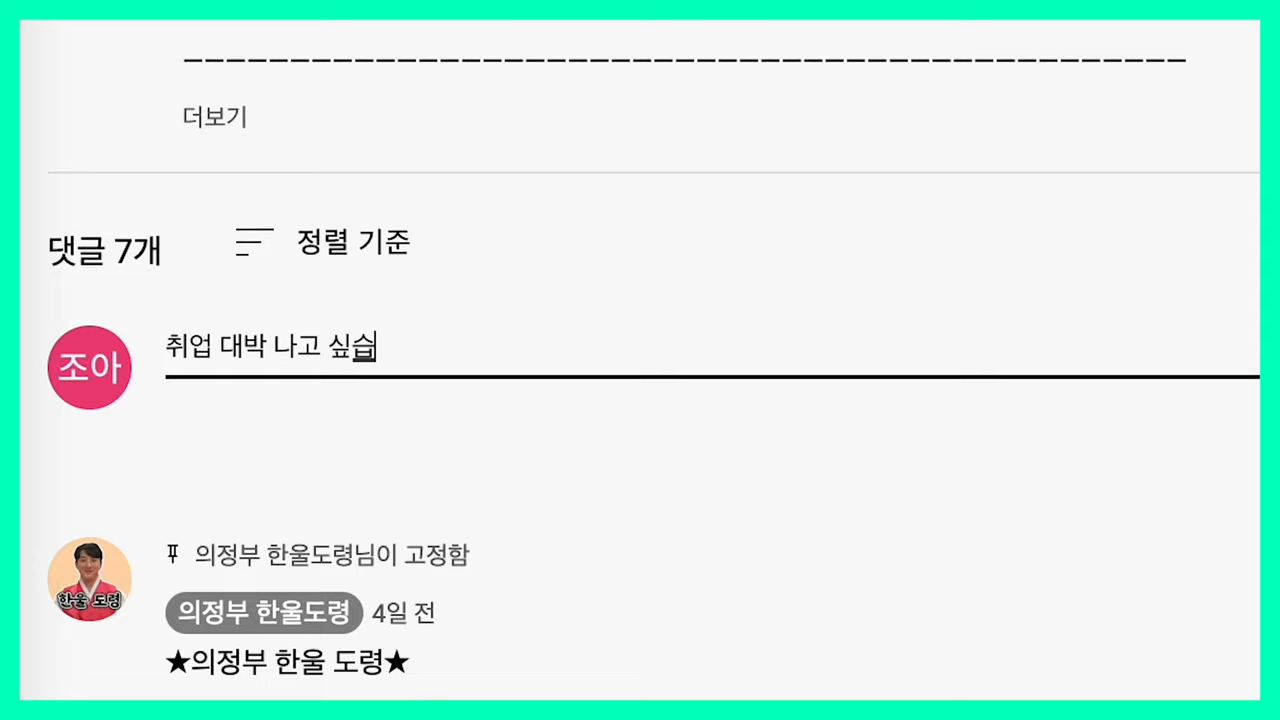 더보기
댓글 7개
정렬 기준
조아
취업 대박 나고 싶습
의정부 한울도령님이 고정함
한울 도령
의정부 한울도령 4일 전
★의정부 한울 도령★